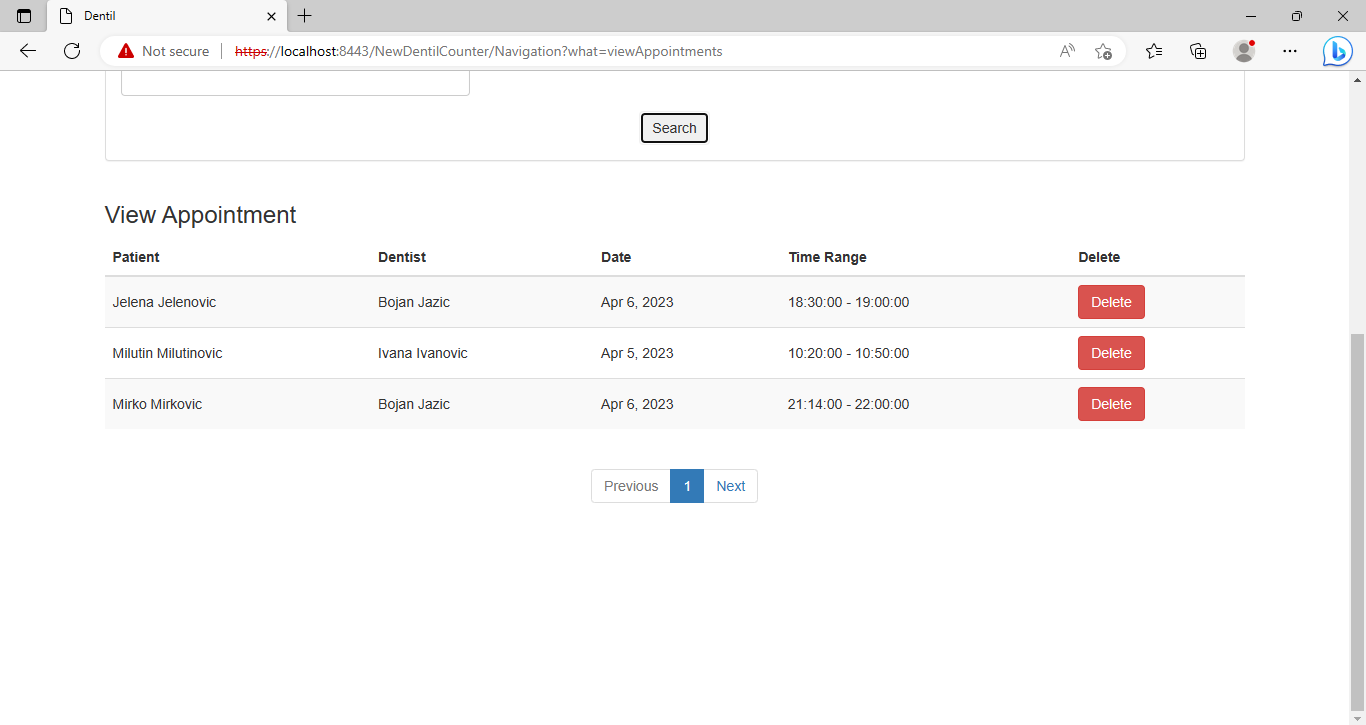 Dentil
Not secure https://localhost:8443/NewDentilCounter/Navigation?what=viewAppointments
Search
View Appointment
Patient Dentist Date Time Range Delete
Jelena Jelenovic Bojan Jazic Apr 6, 2023 18:30:00 - 19:00:00 Delete
Milutin Milutinovic Ivana Ivanovic Apr 5, 2023 10:20:00 - 10:50:00 Delete
Mirko Mirkovic Bojan Jazic Apr 6, 2023 21:14:00 - 22:00:00 Delete
Previous 1 Next